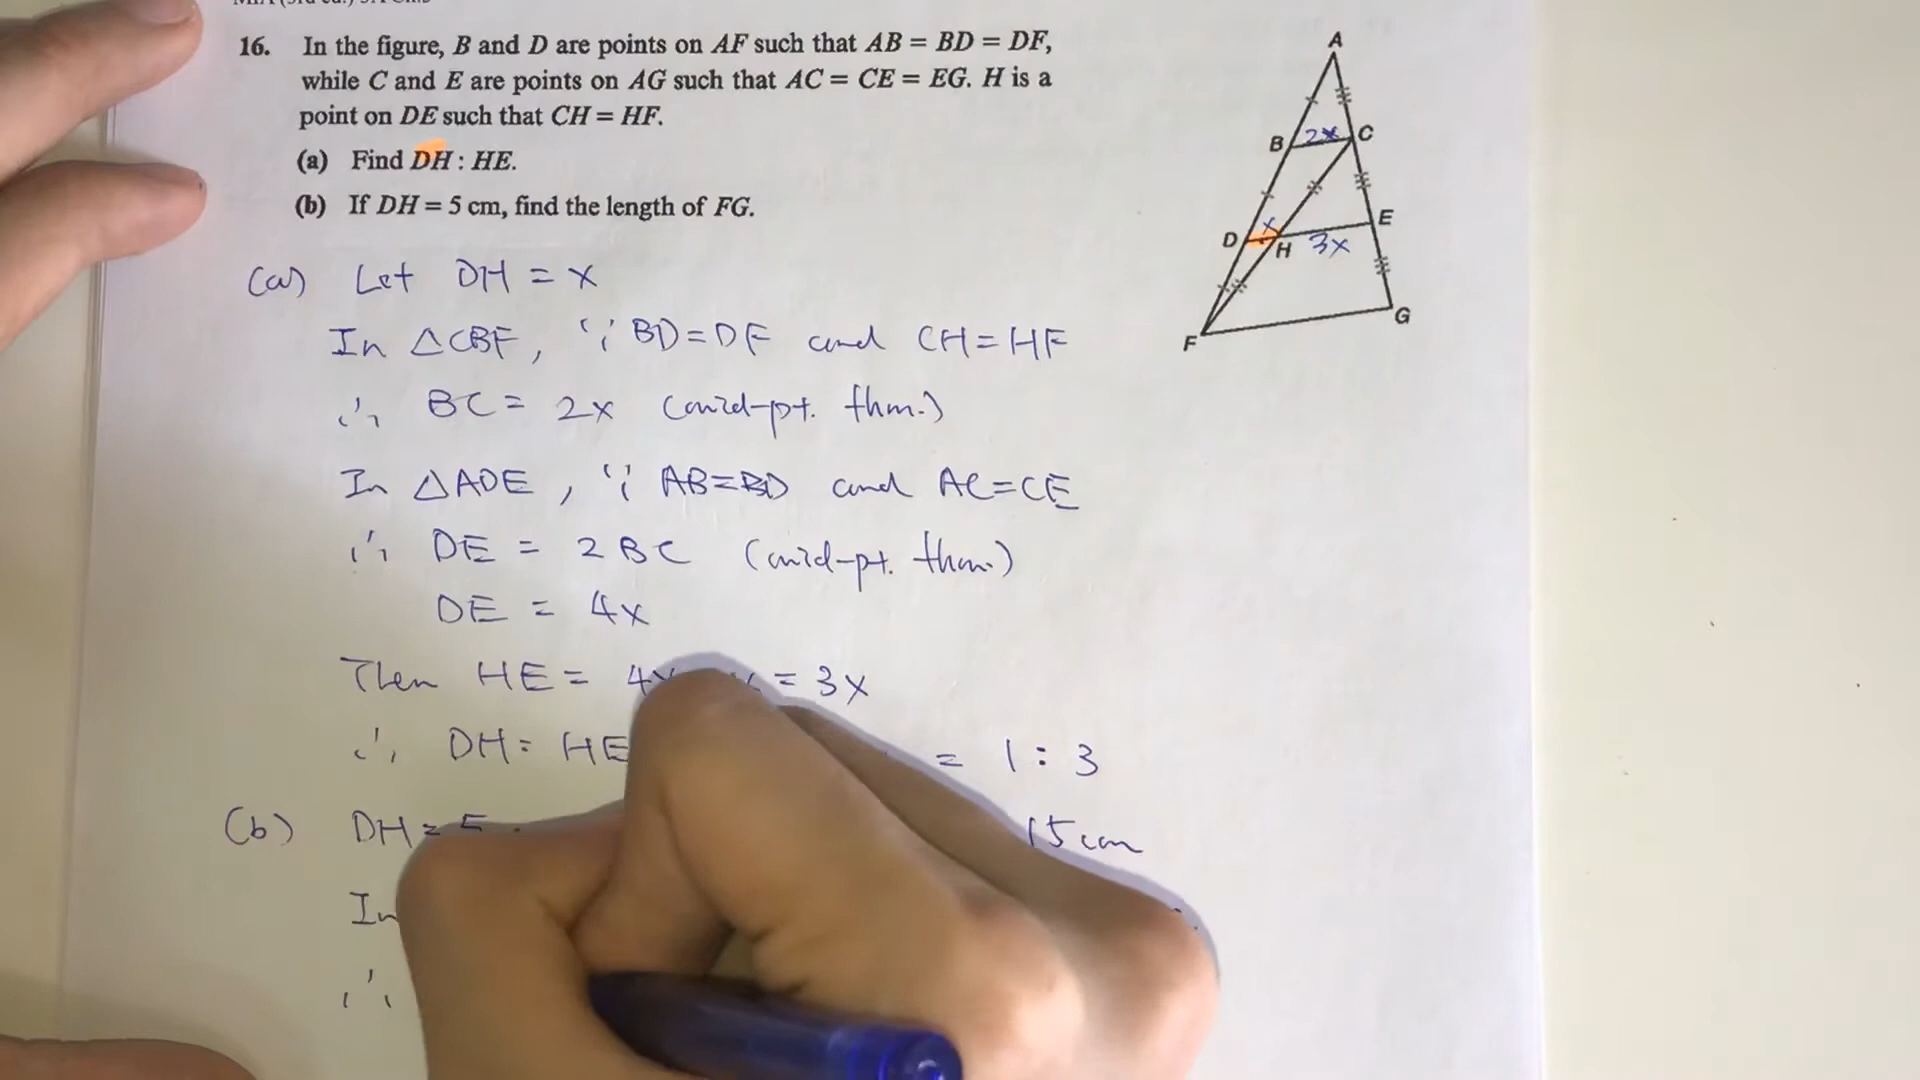 16. In the figure, B and D are points on AF such that AB = BD = DF,
while C and E are points on AG such that AC = CE = EG. H is a
point on DE such that CH = HF.
(a) Find DH : HE.
(b) If DH = 5 cm, find the length of FG.
A
B 2x C
D x H 3x E
F G
(a) Let DH = x
In △CBF, ∵ BD=DF and CH=HF
∴ BC = 2x (mid-pt. thm.)
In △ADE, ∵ AB=BD and AC=CE
∴ DE = 2BC (mid-pt. thm.)
DE = 4x
Then HE = 4x = 3x
∴ DH : HE = 1 : 3
(b) DH = 5 15 cm
In
∴